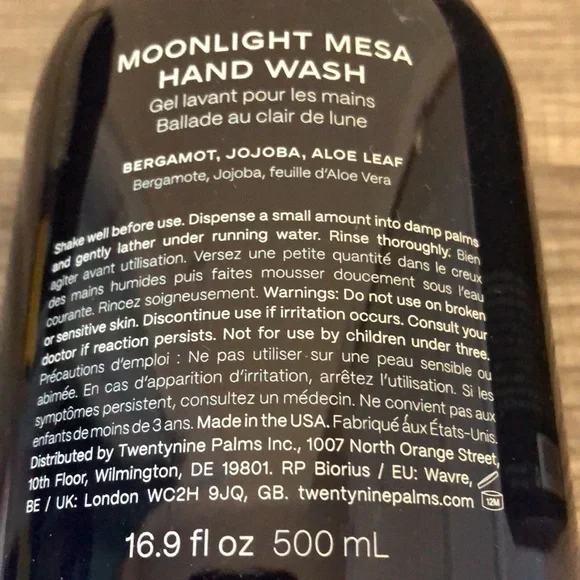 MOONLIGHT MESA
HAND WASH
Gel lavant pour les mains
Ballade au clair de lune
BERGAMOT, JOJOBA, ALOE LEAF
Bergamote, Jojoba, feuille d'Aloe Vera
Shake well before use. Dispense a small amount into damp palms
and gently lather under running water. Rinse thoroughly. Bien
agiter avant utilisation. Versez une petite quantité dans le creux
des mains humides puis faites mousser doucement sous l'eau
courante. Rincez soigneusement. Warnings: Do not use on broken
or sensitive skin. Discontinue use if irritation occurs. Consult your
doctor if reaction persists. Not for use by children under three.
Précautions d'emploi : Ne pas utiliser sur une peau sensible ou
abimée. En cas d'apparition d'irritation, arrêtez l'utilisation. Si les
symptômes persistent, consultez un médecin. Ne convient pas aux
enfants de moins de 3 ans. Made in the USA. Fabriqué aux États-Unis.
Distributed by Twentynine Palms Inc., 1007 North Orange Street,
10th Floor, Wilmington, DE 19801. RP Biorius / EU: Wavre,
BE / UK: London WC2H 9JQ, GB. twentyninepalms.com 12M
16.9 fl oz 500 mL